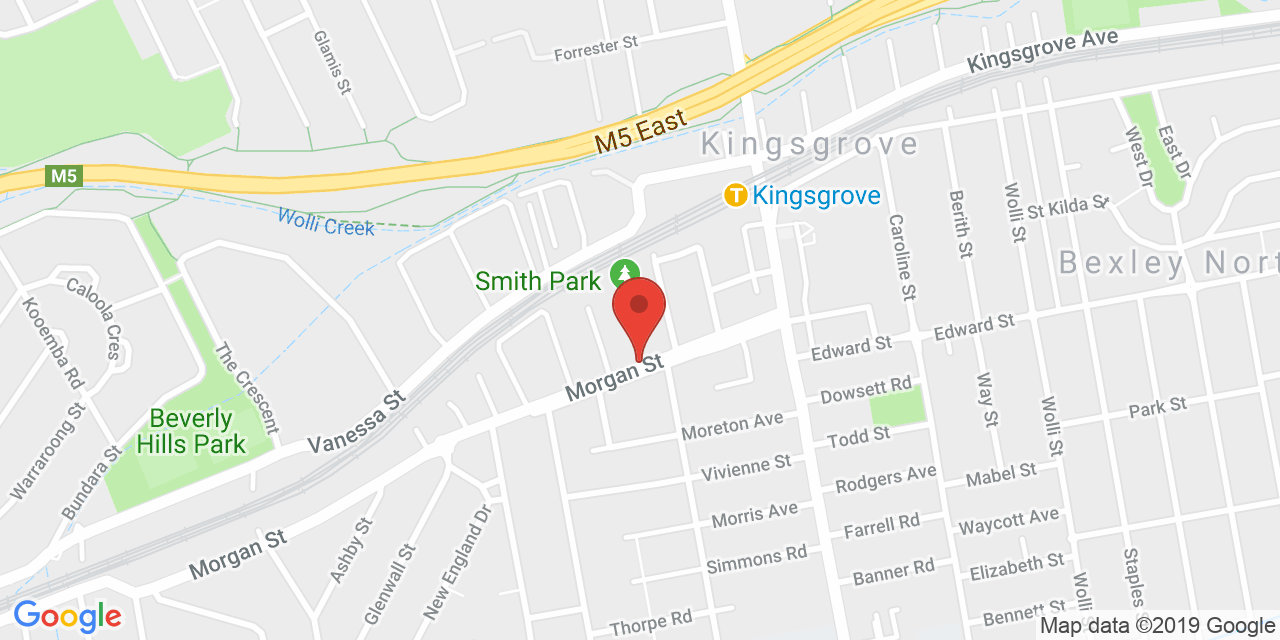 Glamis St
Forrester St
Kingsgrove Ave
M5 East
Kingsgrove
M5
West Dr
East Dr
T
Kingsgrove
Wolli Creek
Berith St
Wolli St
St Kilda St
Caroline St
Bexley Nort
Smith Park
Caloola Cres
Kooemba Rd
The Crescent
Edward St
Edward St
Morgan St
Dowsett Rd
Way St
Wolli St
Park St
Beverly
Hills Park
Vanessa St
Warraroong St
Moreton Ave
Todd St
Bundara St
Vivienne St
Rodgers Ave
Mabel St
Morris Ave
Farrell Rd
Waycott Ave
Morgan St
Ashby St
Glenwall St
New England Dr
Simmons Rd
Banner Rd
Elizabeth St
Wolli St
Staples S
Bennett St
Thorpe Rd
Google
Map data ©2019 Google